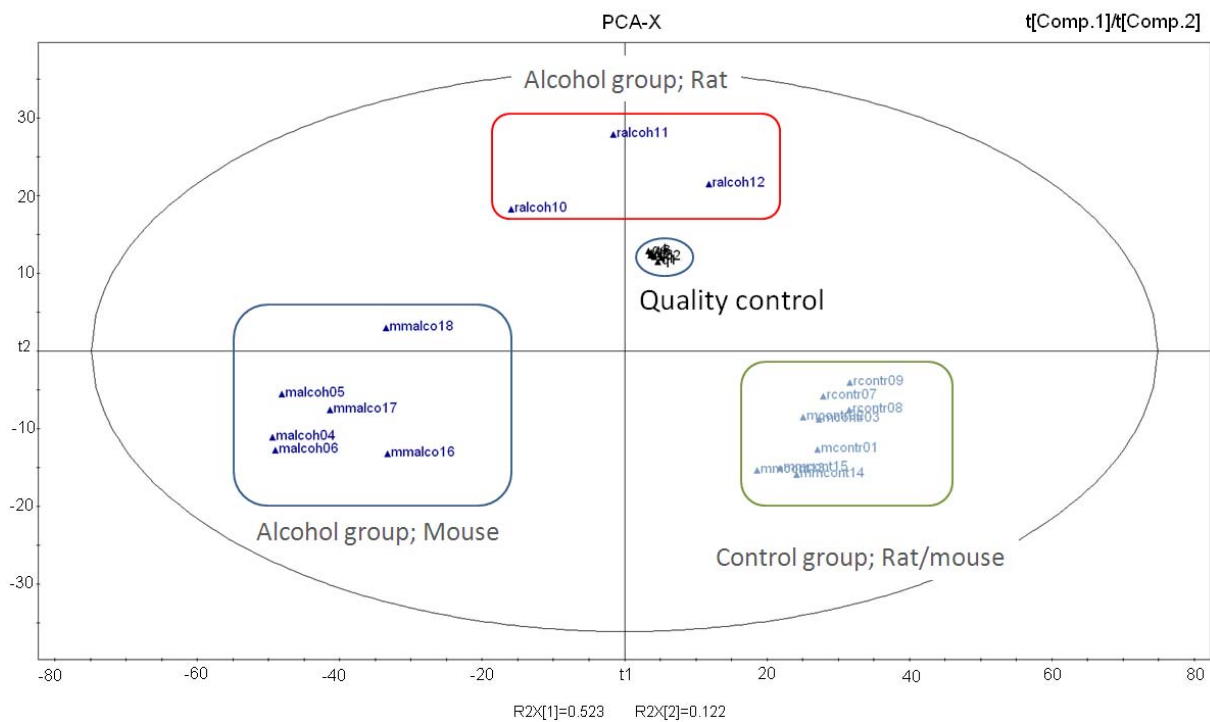 PCA-X
t[Comp.1]/t[Comp.2]
Alcohol group; Rat
30
ralcoh11
20
ralcoh12
ralcoh10
10
Quality control
mmalco18
t2
rcontr09
malcoh05
rcontr07
mmalco17
rcontr08
-10
malcoh04
malcoh06
mcontr01
mmalco16
mmcont15
mmcont14
-20
Alcohol group; Mouse
Control group; Rat/mouse
-30
-80 -60 -40 -20 t1 20 40 60 80
R2X[1]=0.523 R2X[2]=0.122